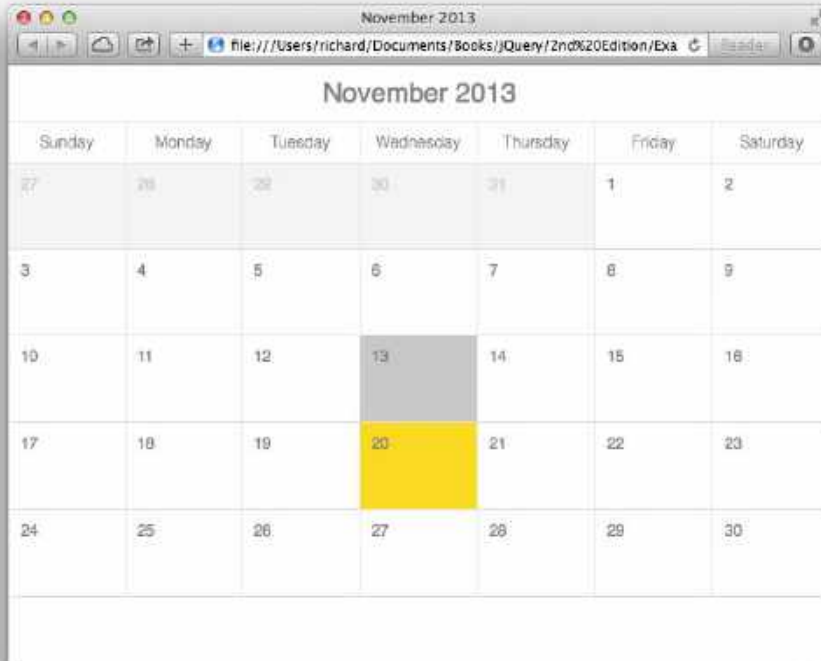 November 2013
+ file:///Users/richard/Documents/Books/jQuery/2nd%20Edition/Exa Reader
November 2013
Sunday Monday Tuesday Wednesday Thursday Friday Saturday
27 28 29 30 31 1 2
3 4 5 6 7 8 9
10 11 12 13 14 15 16
17 18 19 20 21 22 23
24 25 26 27 28 29 30